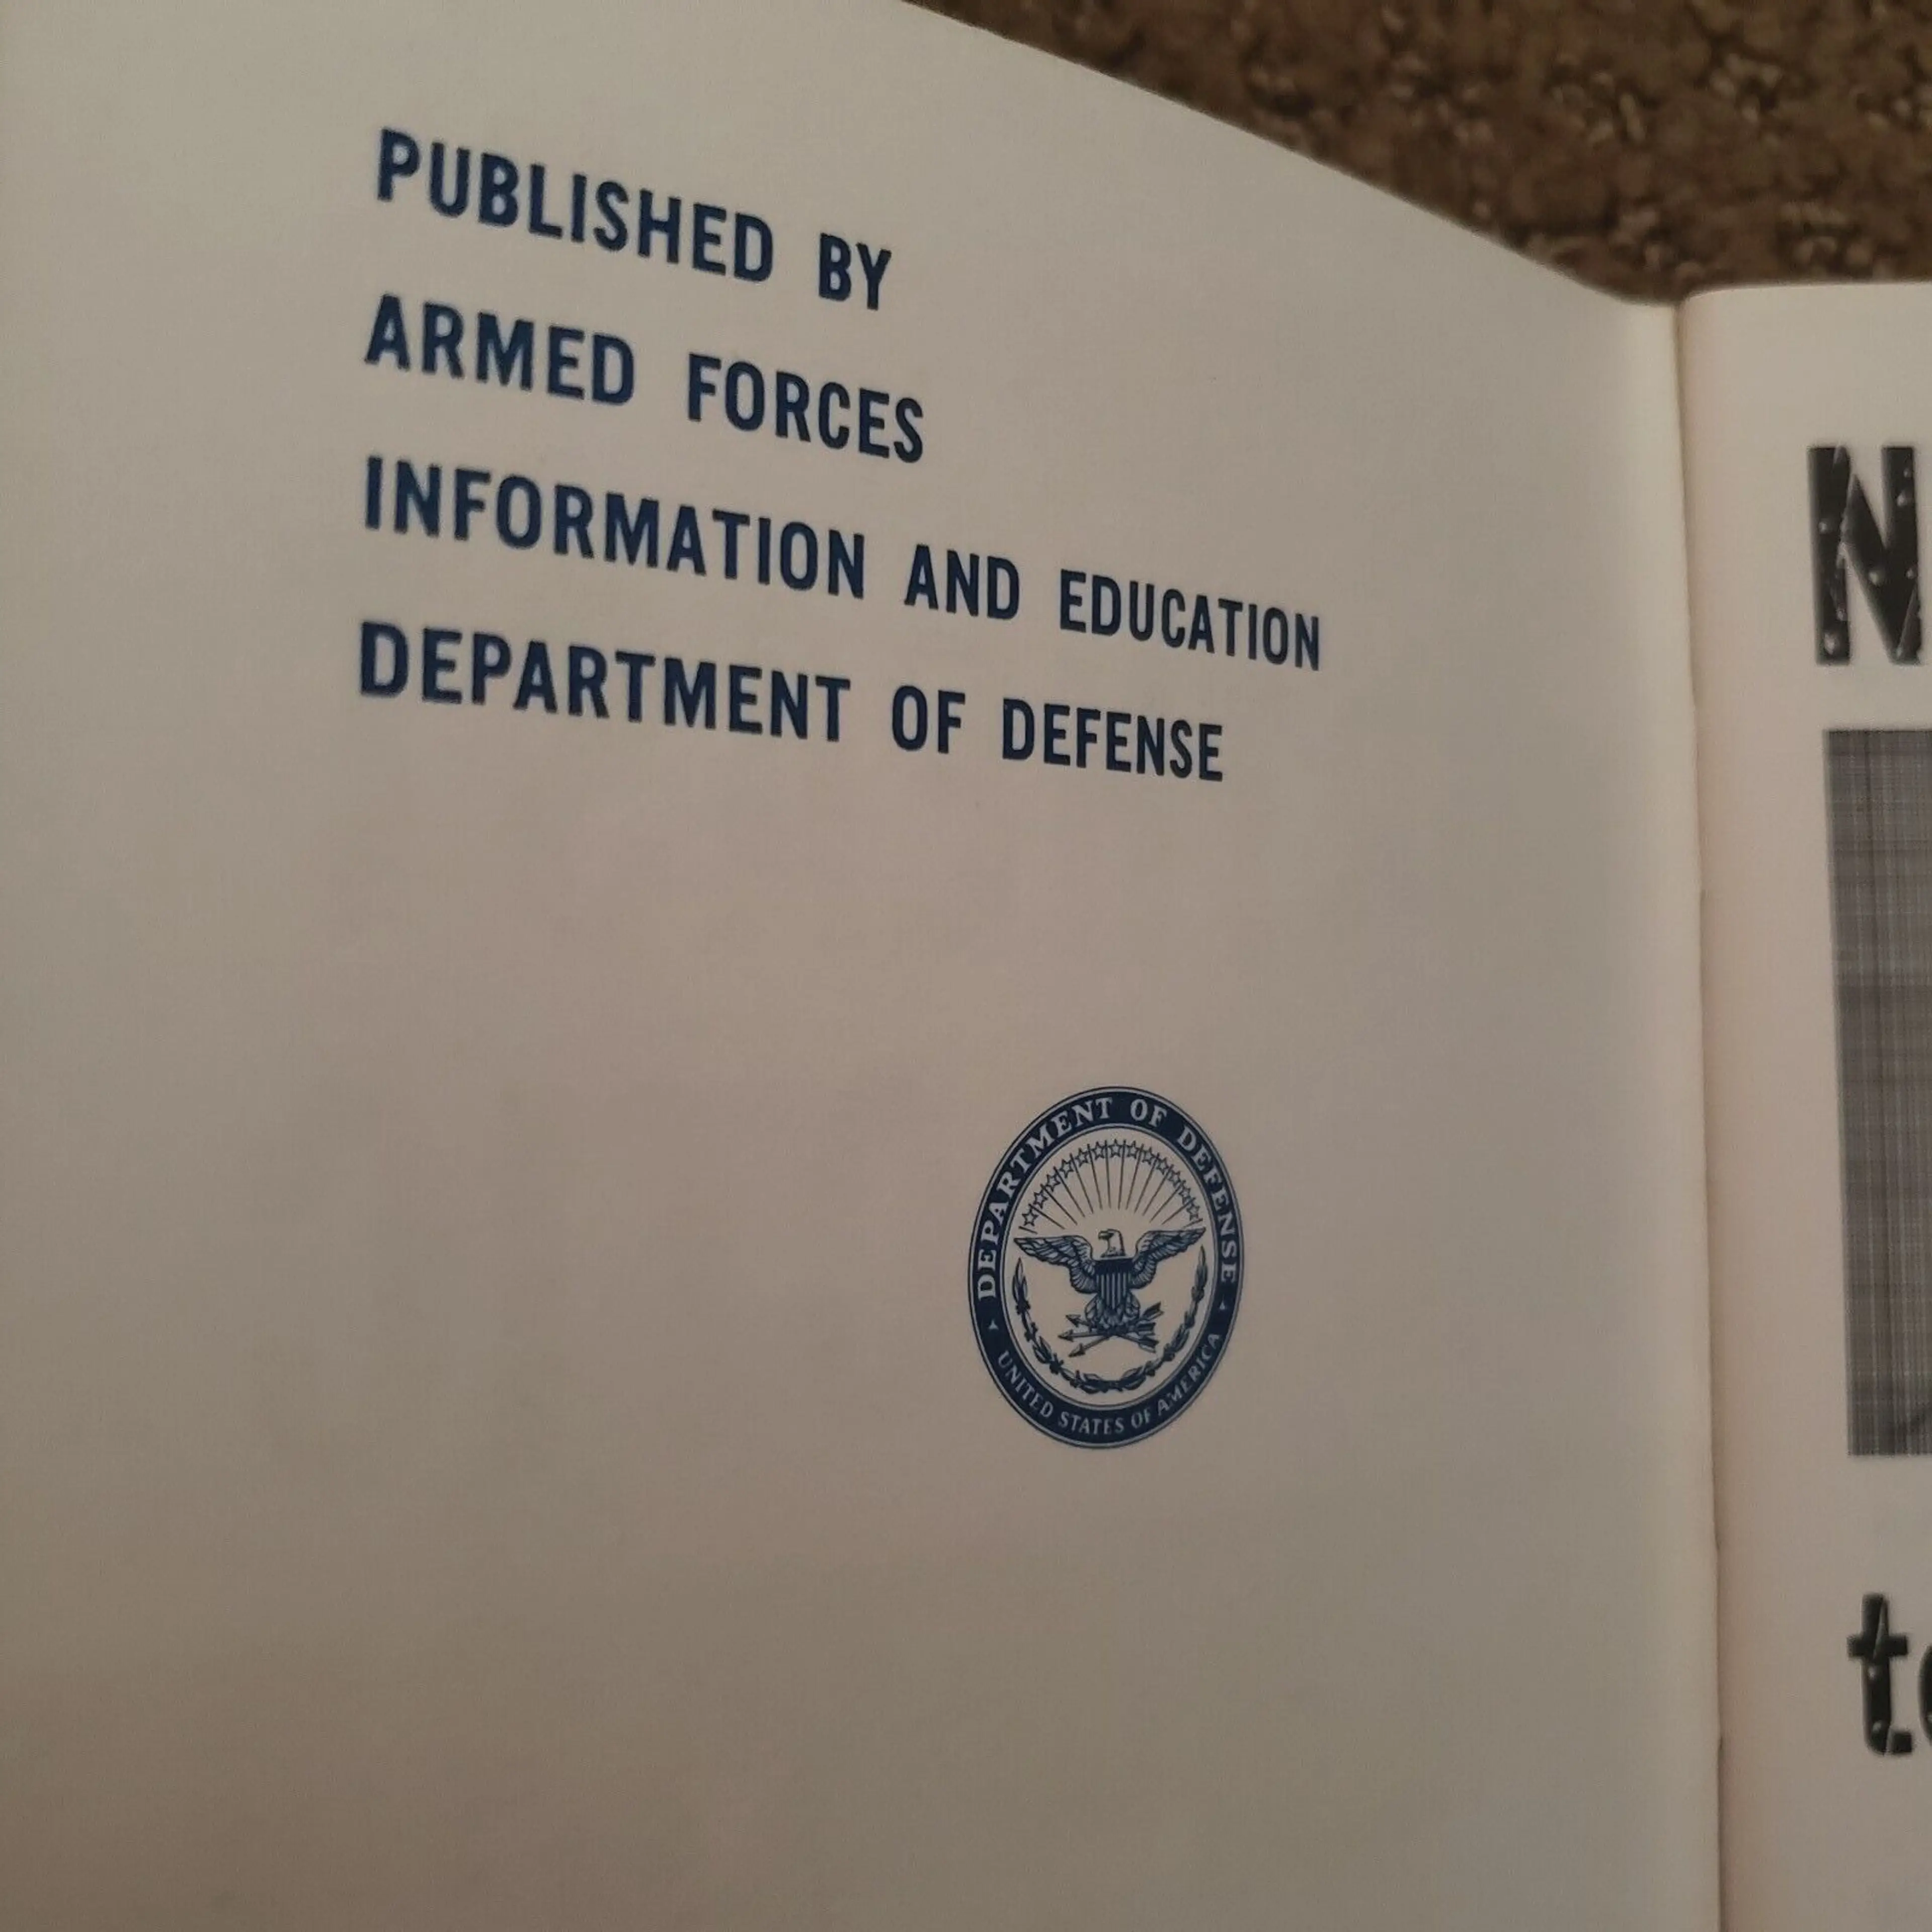 PUBLISHED BY
ARMED FORCES
INFORMATION AND EDUCATION
DEPARTMENT OF DEFENSE
DEPARTMENT OF DEFENSE
UNITED STATES OF AMERICA